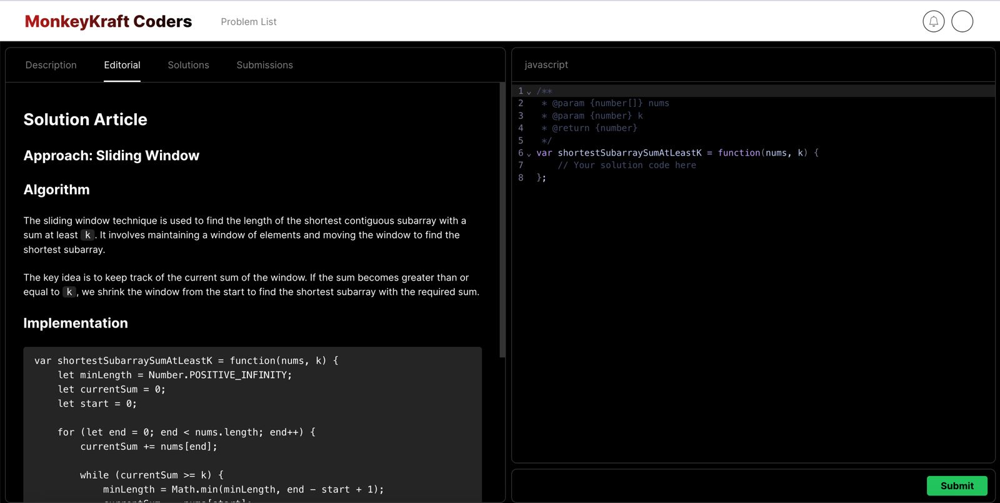 MonkeyKraft Coders
Problem List
Description
Editorial
Solutions
Submissions
Solution Article
Approach: Sliding Window
Algorithm
The sliding window technique is used to find the length of the shortest contiguous subarray with a
sum at least k. It involves maintaining a window of elements and moving the window to find the
shortest subarray.
The key idea is to keep track of the current sum of the window. If the sum becomes greater than or
equal to k, we shrink the window from the start to find the shortest subarray with the required sum.
Implementation
var shortestSubarraySumAtLeastK = function(nums, k) {
    let minLength = Number.POSITIVE_INFINITY;
    let currentSum = 0;
    let start = 0;
    for (let end = 0; end < nums.length; end++) {
        currentSum += nums[end];
        while (currentSum >= k) {
            minLength = Math.min(minLength, end - start + 1);
javascript
1 /**
2  * @param {number[]} nums
3  * @param {number} k
4  * @return {number}
5  */
6 var shortestSubarraySumAtLeastK = function(nums, k) {
7     // Your solution code here
8 };
Submit